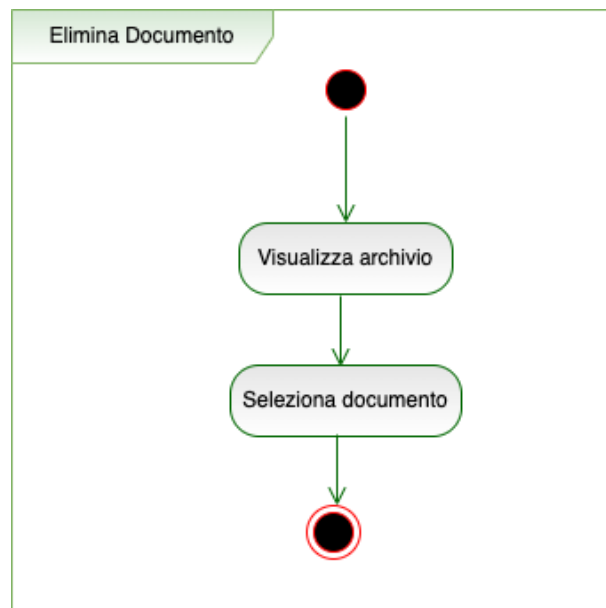 Elimina Documento
Visualizza archivio
Seleziona documento